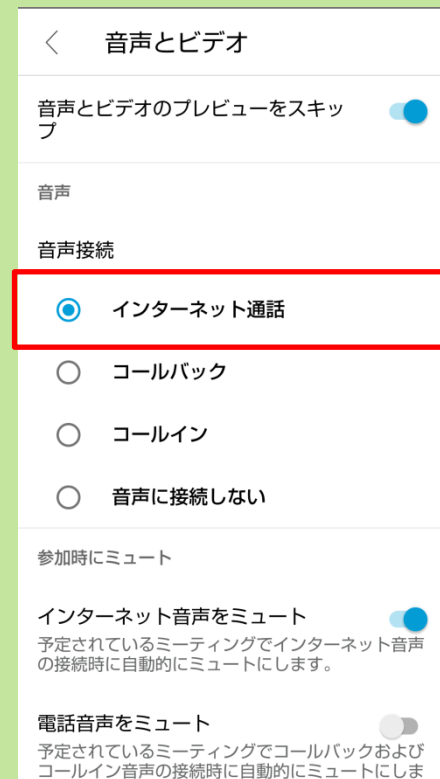 音声とビデオ
音声とビデオのプレビューをスキッ
プ
音声
音声接続
インターネット通話
コールバック
コールイン
音声に接続しない
参加時にミュート
インターネット音声をミュート
予定されているミーティングでインターネット音声
の接続時に自動的にミュートにします。
電話音声をミュート
予定されているミーティングでコールバックおよび
コールイン音声の接続時に自動的にミュートにしま